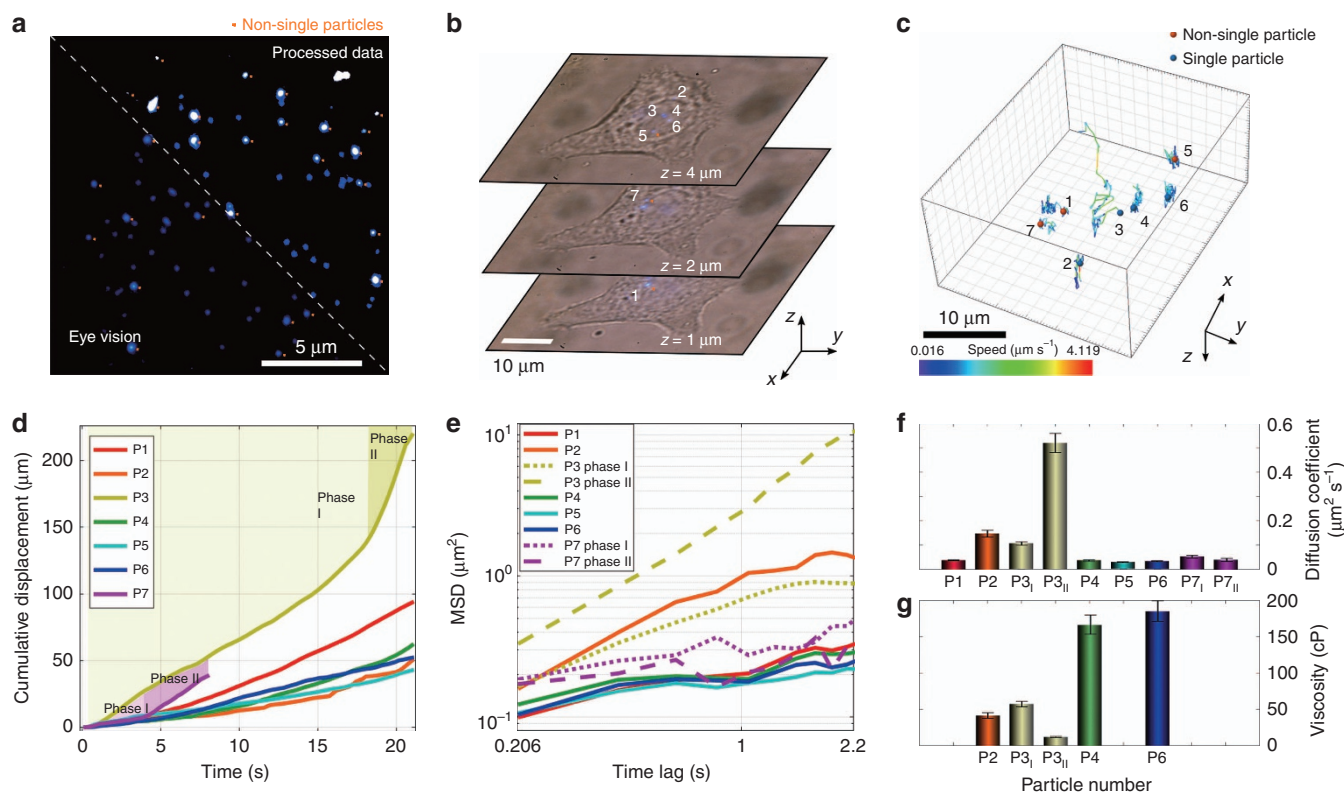 a
Non-single particles
Processed data
Eye vision
5 μm
b
2
3 4
6
5
z = 4 μm
7
z = 2 μm
1
z = 1 μm
10 μm
z
y
x
c
Non-single particle
Single particle
5
6
1
4
3
7
2
10 μm
0.016 Speed (μm s⁻¹) 4.119
x
y
z
d
Cumulative displacement (μm)
200
150
100
50
0
P1
P2
P3
P4
P5
P6
P7
Phase
II
Phase
I
Phase II
Phase I
0 5 10 15 20
Time (s)
e
MSD (μm²)
10¹
10⁰
10⁻¹
P1
P2
P3 phase I
P3 phase II
P4
P5
P6
P7 phase I
P7 phase II
0.206 1 2.2
Time lag (s)
f
0.6
0.4
0.2
0
Diffusion coefficient
(μm² s⁻¹)
P1 P2 P3I P3II P4 P5 P6 P7I P7II
g
200
150
100
50
0
Viscosity (cP)
P2 P3I P3II P4 P6
Particle number